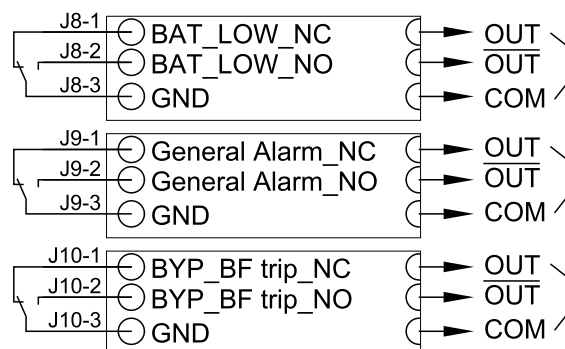 J8-1 BAT_LOW_NC OUT
J8-2 BAT_LOW_NO OUT
J8-3 GND COM
J9-1 General Alarm_NC OUT
J9-2 General Alarm_NO OUT
J9-3 GND COM
J10-1 BYP_BF trip_NC OUT
J10-2 BYP_BF trip_NO OUT
J10-3 GND COM